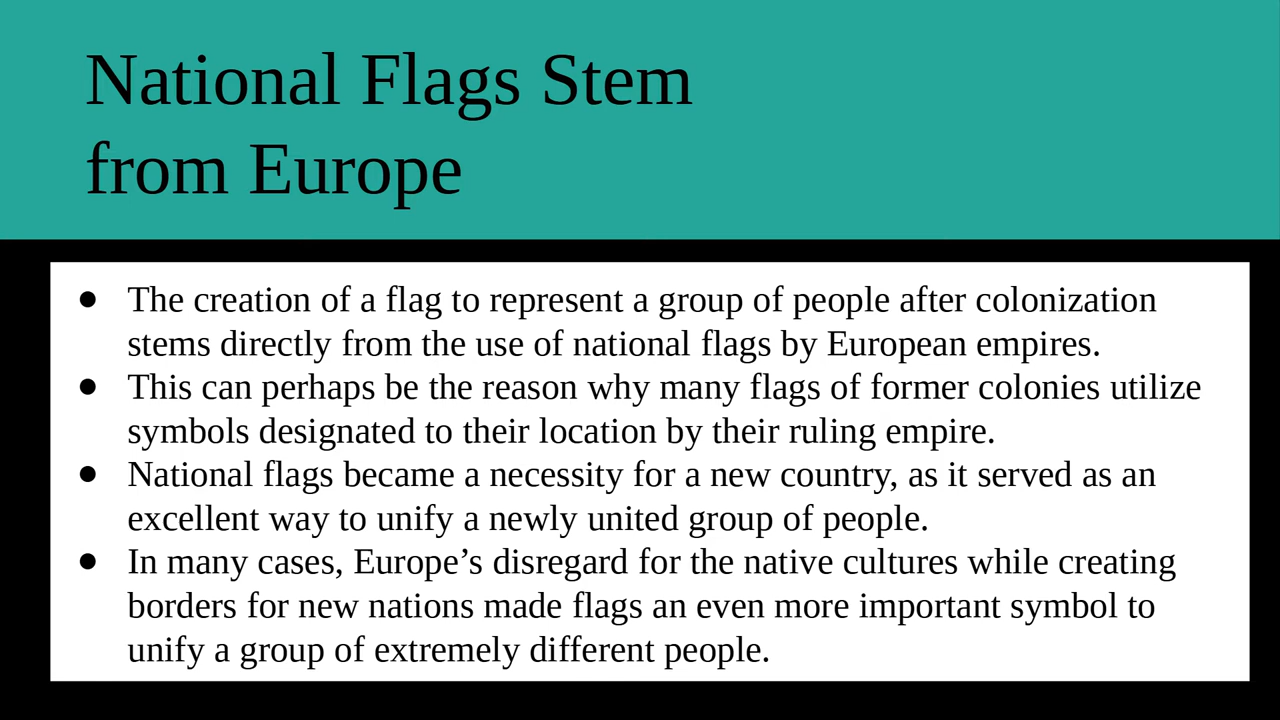 National Flags Stem
from Europe
● The creation of a flag to represent a group of people after colonization
stems directly from the use of national flags by European empires.
● This can perhaps be the reason why many flags of former colonies utilize
symbols designated to their location by their ruling empire.
● National flags became a necessity for a new country, as it served as an
excellent way to unify a newly united group of people.
● In many cases, Europe’s disregard for the native cultures while creating
borders for new nations made flags an even more important symbol to
unify a group of extremely different people.